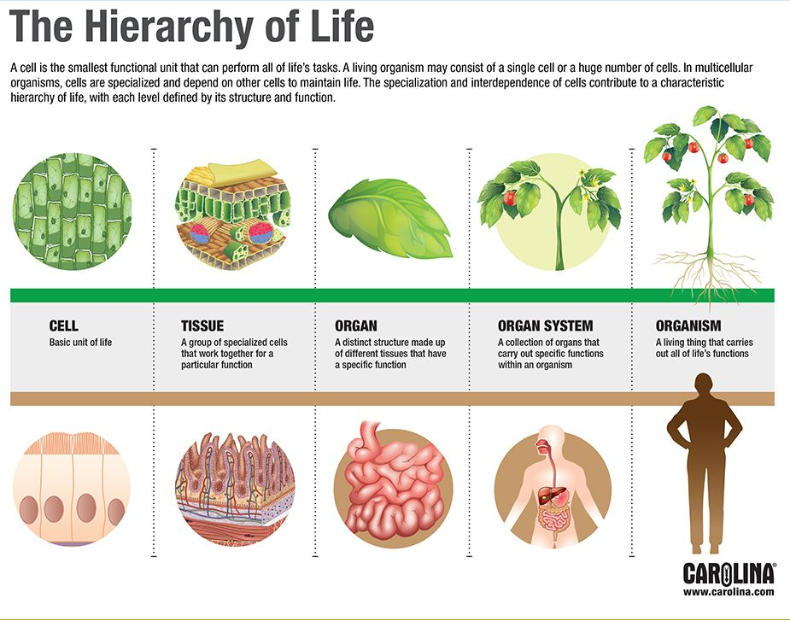 The Hierarchy of Life
A cell is the smallest functional unit that can perform all of life's tasks. A living organism may consist of a single cell or a huge number of cells. In multicellular
organisms, cells are specialized and depend on other cells to maintain life. The specialization and interdependence of cells contribute to a characteristic
hierarchy of life, with each level defined by its structure and function.
CELL
Basic unit of life
TISSUE
A group of specialized cells
that work together for a
particular function
ORGAN
A distinct structure made up
of different tissues that have
a specific function
ORGAN SYSTEM
A collection of organs that
carry out specific functions
within an organism
ORGANISM
A living thing that carries
out all of life's functions
CAROLINA®
www.carolina.com